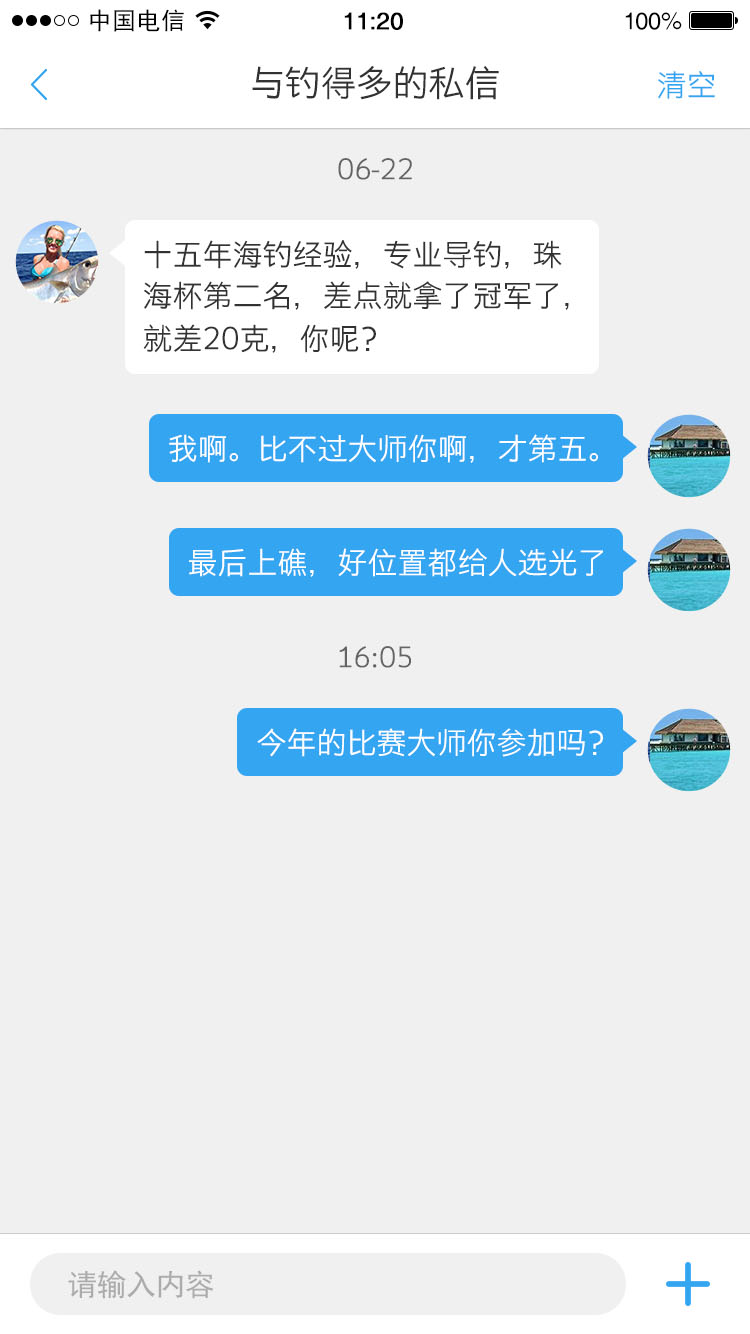 中国电信 11:20 100%
与钓得多的私信 清空
06-22
十五年海钓经验，专业导钓，珠
海杯第二名，差点就拿了冠军了，
就差20克，你呢？
我啊。比不过大师你啊，才第五。
最后上礁，好位置都给人选光了
16:05
今年的比赛大师你参加吗？
请输入内容